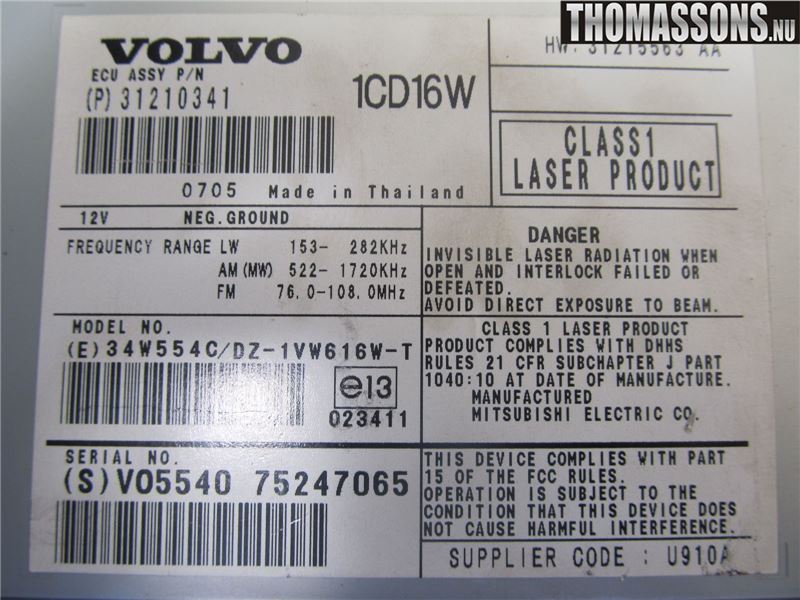 THOMASSONS.NU
VOLVO
ECU ASSY P/N
(P) 31210341
1CD16W
HW: 31215563 AA
CLASS1
LASER PRODUCT
0705 Made in Thailand
12V NEG.GROUND
FREQUENCY RANGE LW 153- 282KHz
AM (MW) 522- 1720KHz
FM 76.0-108.0MHz
DANGER
INVISIBLE LASER RADIATION WHEN
OPEN AND INTERLOCK FAILED OR
DEFEATED.
AVOID DIRECT EXPOSURE TO BEAM.
MODEL NO.
(E) 34W554C/DZ-1VW616W-T
e13
023411
CLASS 1 LASER PRODUCT
PRODUCT COMPLIES WITH DHHS
RULES 21 CFR SUBCHAPTER J PART
1040:10 AT DATE OF MANUFACTURE.
MANUFACTURED
MITSUBISHI ELECTRIC CO.
SERIAL NO.
(S) VO5540 75247065
THIS DEVICE COMPLIES WITH PART
15 OF THE FCC RULES.
OPERATION IS SUBJECT TO THE
CONDITION THAT THIS DEVICE DOES
NOT CAUSE HARMFUL INTERFERENCE.
SUPPLIER CODE : U910A